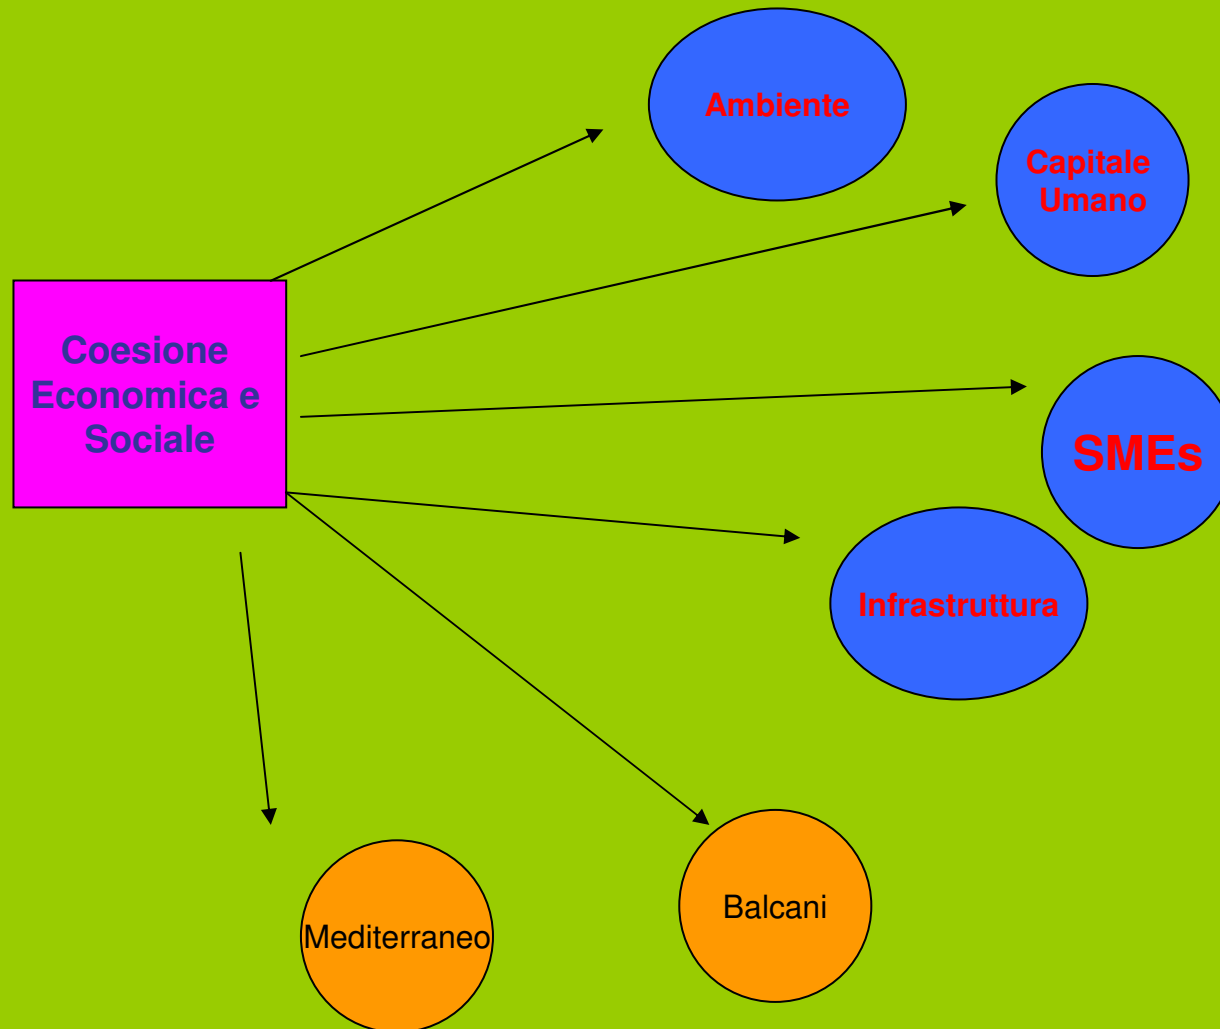 Ambiente
Capitale
Umano
Coesione
Economica e
Sociale
SMEs
Infrastruttura
Balcani
Mediterraneo